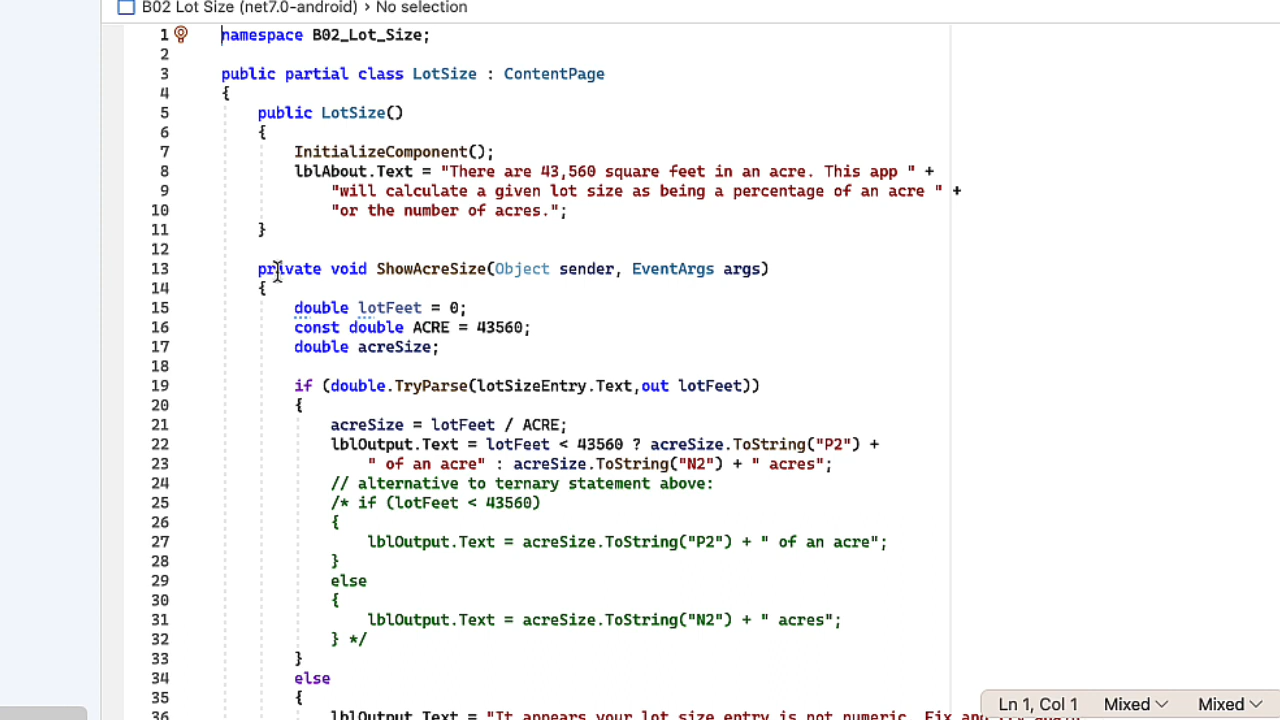 B02 Lot Size (net7.0-android) › No selection
1 namespace B02_Lot_Size;
2
3 public partial class LotSize : ContentPage
4 {
5 public LotSize()
6 {
7 InitializeComponent();
8 lblAbout.Text = "There are 43,560 square feet in an acre. This app " +
9 "will calculate a given lot size as being a percentage of an acre " +
10 "or the number of acres.";
11 }
12
13 private void ShowAcreSize(Object sender, EventArgs args)
14 {
15 double lotFeet = 0;
16 const double ACRE = 43560;
17 double acreSize;
18
19 if (double.TryParse(lotSizeEntry.Text,out lotFeet))
20 {
21 acreSize = lotFeet / ACRE;
22 lblOutput.Text = lotFeet < 43560 ? acreSize.ToString("P2") +
23 " of an acre" : acreSize.ToString("N2") + " acres";
24 // alternative to ternary statement above:
25 /* if (lotFeet < 43560)
26 {
27 lblOutput.Text = acreSize.ToString("P2") + " of an acre";
28 }
29 else
30 {
31 lblOutput.Text = acreSize.ToString("N2") + " acres";
32 } */
33 }
34 else
35 {
36 lblOutput.Text = "It appears your lot size entry is not numeric. Fix and try again
Ln 1, Col 1 Mixed Mixed